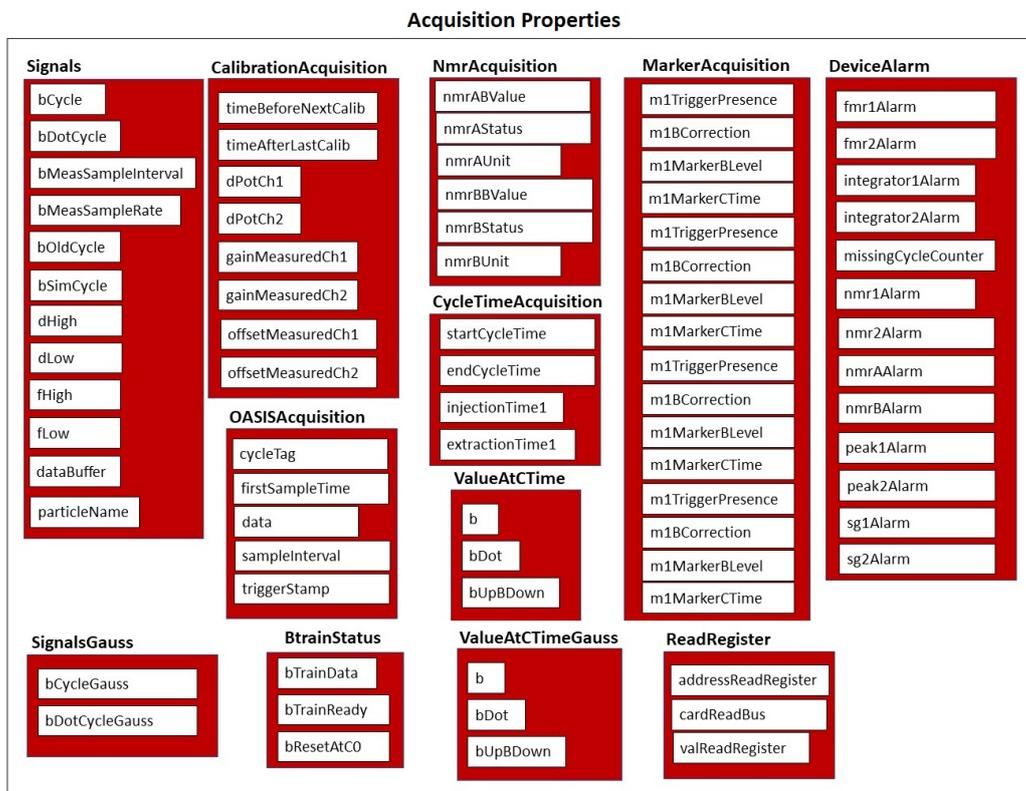 Acquisition Properties
Signals
bCycle
bDotCycle
bMeasSampleInterval
bMeasSampleRate
bOldCycle
bSimCycle
dHigh
dLow
fHigh
fLow
dataBuffer
particleName
CalibrationAcquisition
timeBeforeNextCalib
timeAfterLastCalib
dPotCh1
dPotCh2
gainMeasuredCh1
gainMeasuredCh2
offsetMeasuredCh1
offsetMeasuredCh2
OASISAcquisition
cycleTag
firstSampleTime
data
sampleInterval
triggerStamp
NmrAcquisition
nmrABValue
nmrAStatus
nmrAUnit
nmrBBValue
nmrBStatus
nmrBUnit
CycleTimeAcquisition
startCycleTime
endCycleTime
injectionTime1
extractionTime1
ValueAtCTime
b
bDot
bUpBDown
MarkerAcquisition
m1TriggerPresence
m1BCorrection
m1MarkerBLevel
m1MarkerCTime
m1TriggerPresence
m1BCorrection
m1MarkerBLevel
m1MarkerCTime
m1TriggerPresence
m1BCorrection
m1MarkerBLevel
m1MarkerCTime
m1TriggerPresence
m1BCorrection
m1MarkerBLevel
m1MarkerCTime
DeviceAlarm
fmr1Alarm
fmr2Alarm
integrator1Alarm
integrator2Alarm
missingCycleCounter
nmr1Alarm
nmr2Alarm
nmrAAlarm
nmrBAlarm
peak1Alarm
peak2Alarm
sg1Alarm
sg2Alarm
SignalsGauss
bCycleGauss
bDotCycleGauss
BtrainStatus
bTrainData
bTrainReady
bResetAtC0
ValueAtCTimeGauss
b
bDot
bUpBDown
ReadRegister
addressReadRegister
cardReadBus
valReadRegister